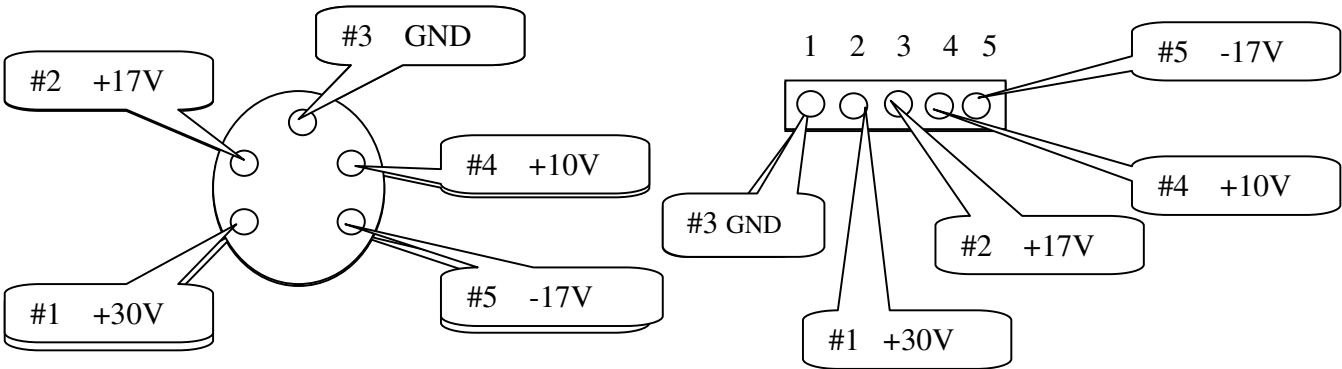 #3 GND
#2 +17V
#4 +10V
#1 +30V
#5 -17V
1 2 3 4 5
#5 -17V
#4 +10V
#3 GND
#2 +17V
#1 +30V